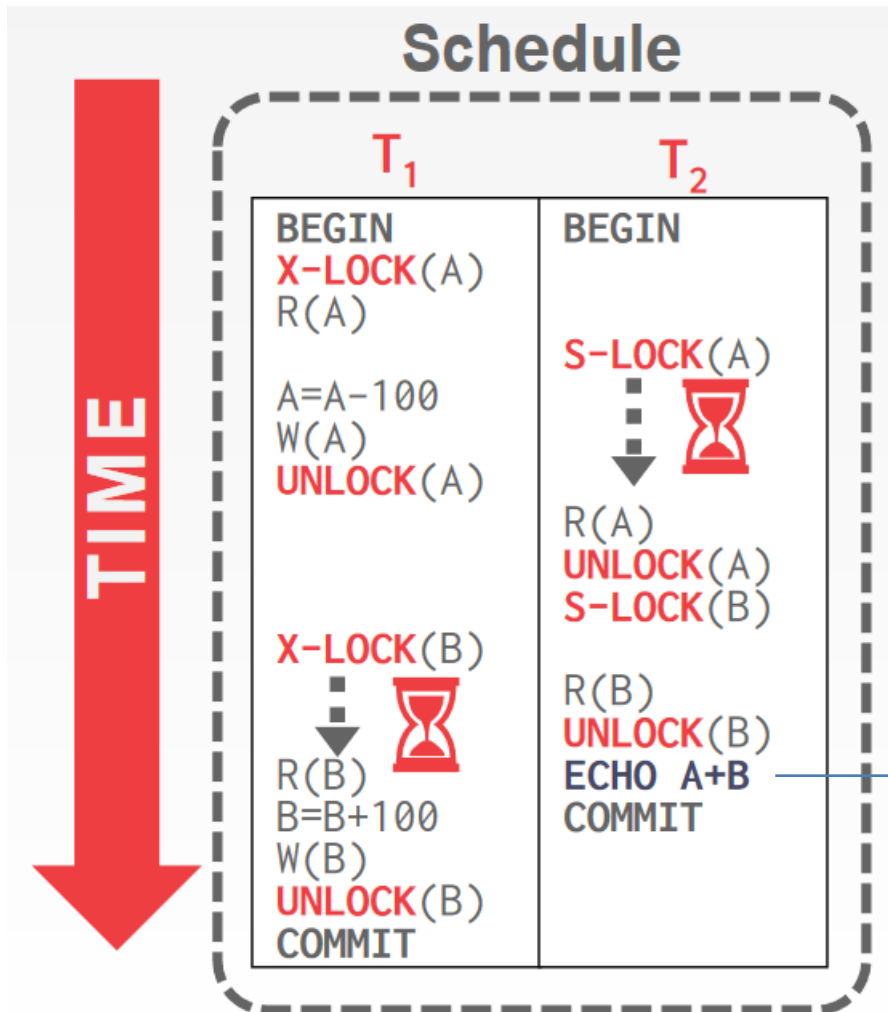 Schedule
TIME
T1
BEGIN
X-LOCK(A)
R(A)
A=A-100
W(A)
UNLOCK(A)
X-LOCK(B)
R(B)
B=B+100
W(B)
UNLOCK(B)
COMMIT
T2
BEGIN
S-LOCK(A)
R(A)
UNLOCK(A)
S-LOCK(B)
R(B)
UNLOCK(B)
ECHO A+B
COMMIT